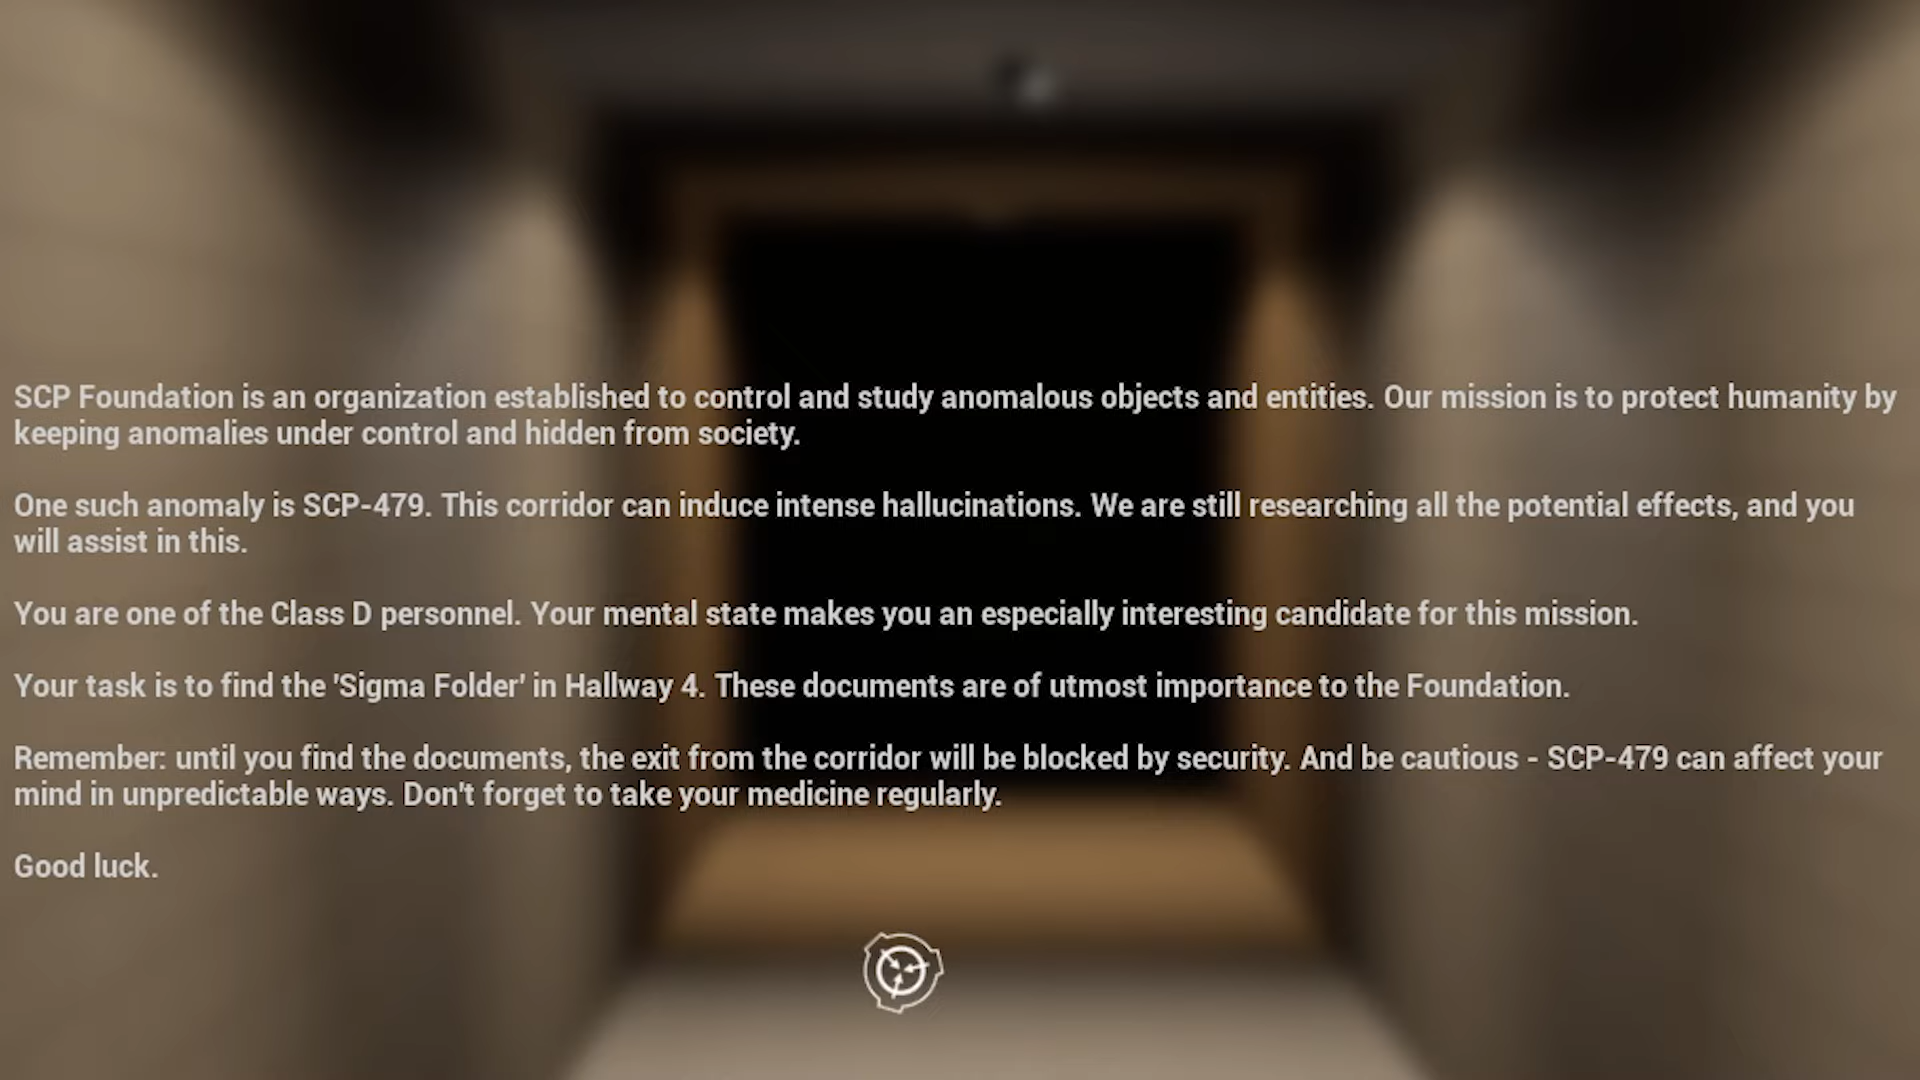 SCP Foundation is an organization established to control and study anomalous objects and entities. Our mission is to protect humanity by
keeping anomalies under control and hidden from society.
One such anomaly is SCP-479. This corridor can induce intense hallucinations. We are still researching all the potential effects, and you
will assist in this.
You are one of the Class D personnel. Your mental state makes you an especially interesting candidate for this mission.
Your task is to find the 'Sigma Folder' in Hallway 4. These documents are of utmost importance to the Foundation.
Remember: until you find the documents, the exit from the corridor will be blocked by security. And be cautious - SCP-479 can affect your
mind in unpredictable ways. Don't forget to take your medicine regularly.
Good luck.